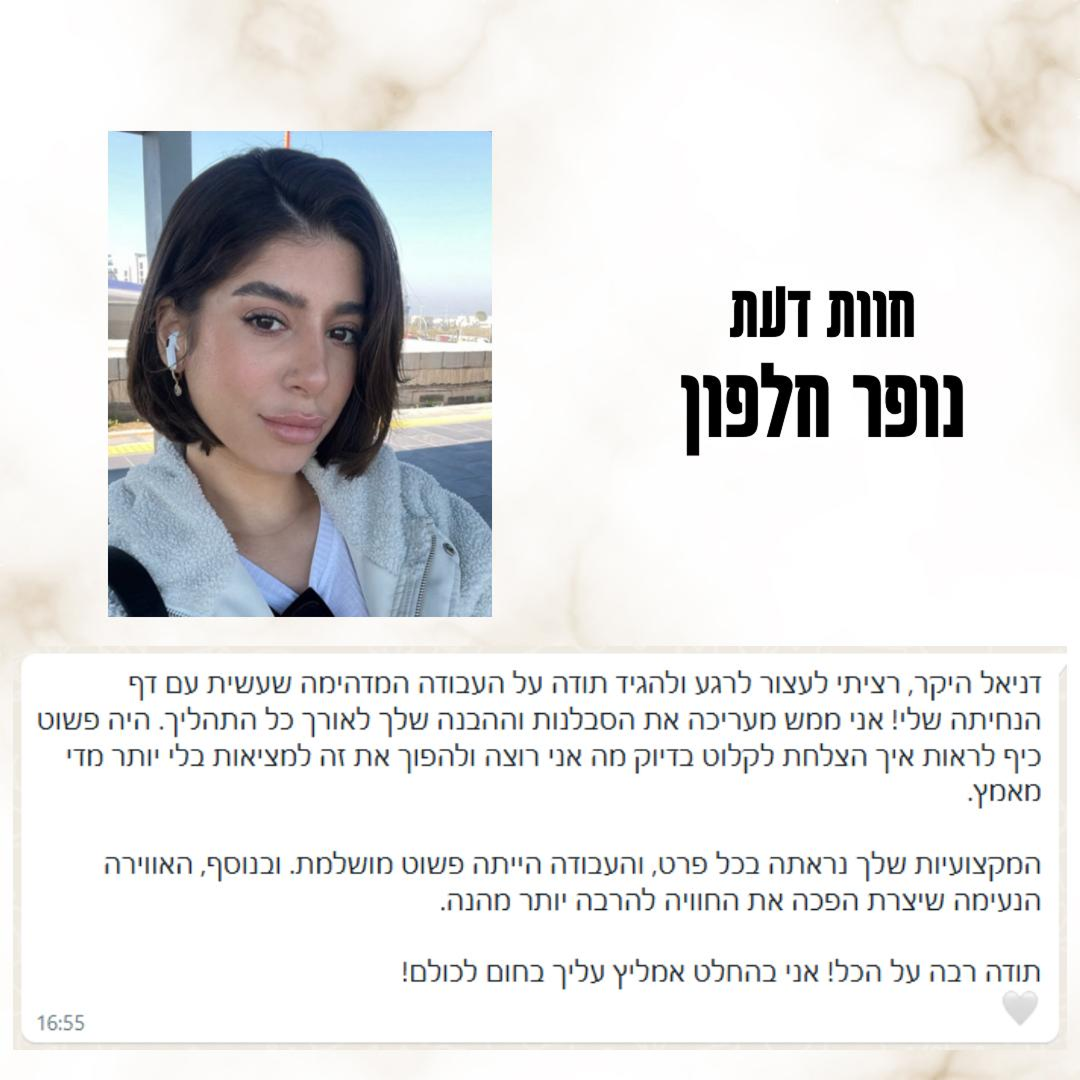 חוות דעת
נופר חלפון
דניאל היקר, רציתי לעצור לרגע ולהגיד תודה על העבודה המדהימה שעשית עם דף
הנחיתה שלי! אני ממש מעריכה את הסבלנות וההבנה שלך לאורך כל התהליך. היה פשוט
כיף לראות איך הצלחת לקלוט בדיוק מה אני רוצה ולהפוך את זה למציאות בלי יותר מדי
מאמץ.
המקצועיות שלך נראתה בכל פרט, והעבודה הייתה פשוט מושלמת. ובנוסף, האווירה
הנעימה שיצרת הפכה את החוויה להרבה יותר מהנה.
תודה רבה על הכל! אני בהחלט אמליץ עליך בחום לכולם!
16:55